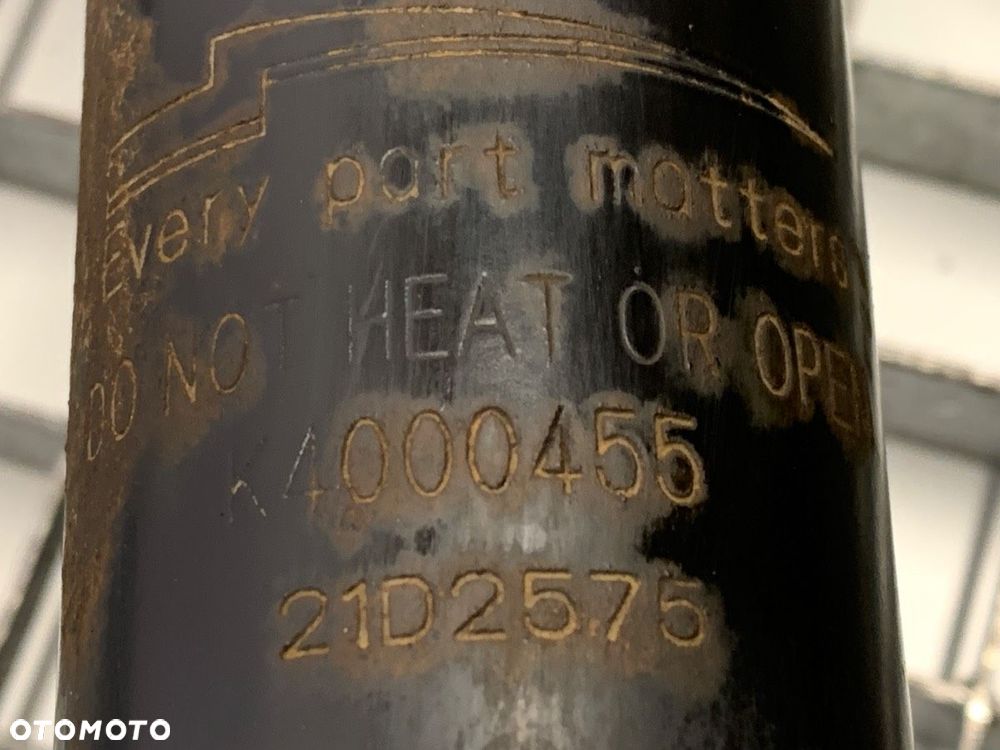 Every part matters
DO NOT HEAT OR OPEN
K4000455
21D2575
OTOMOTO